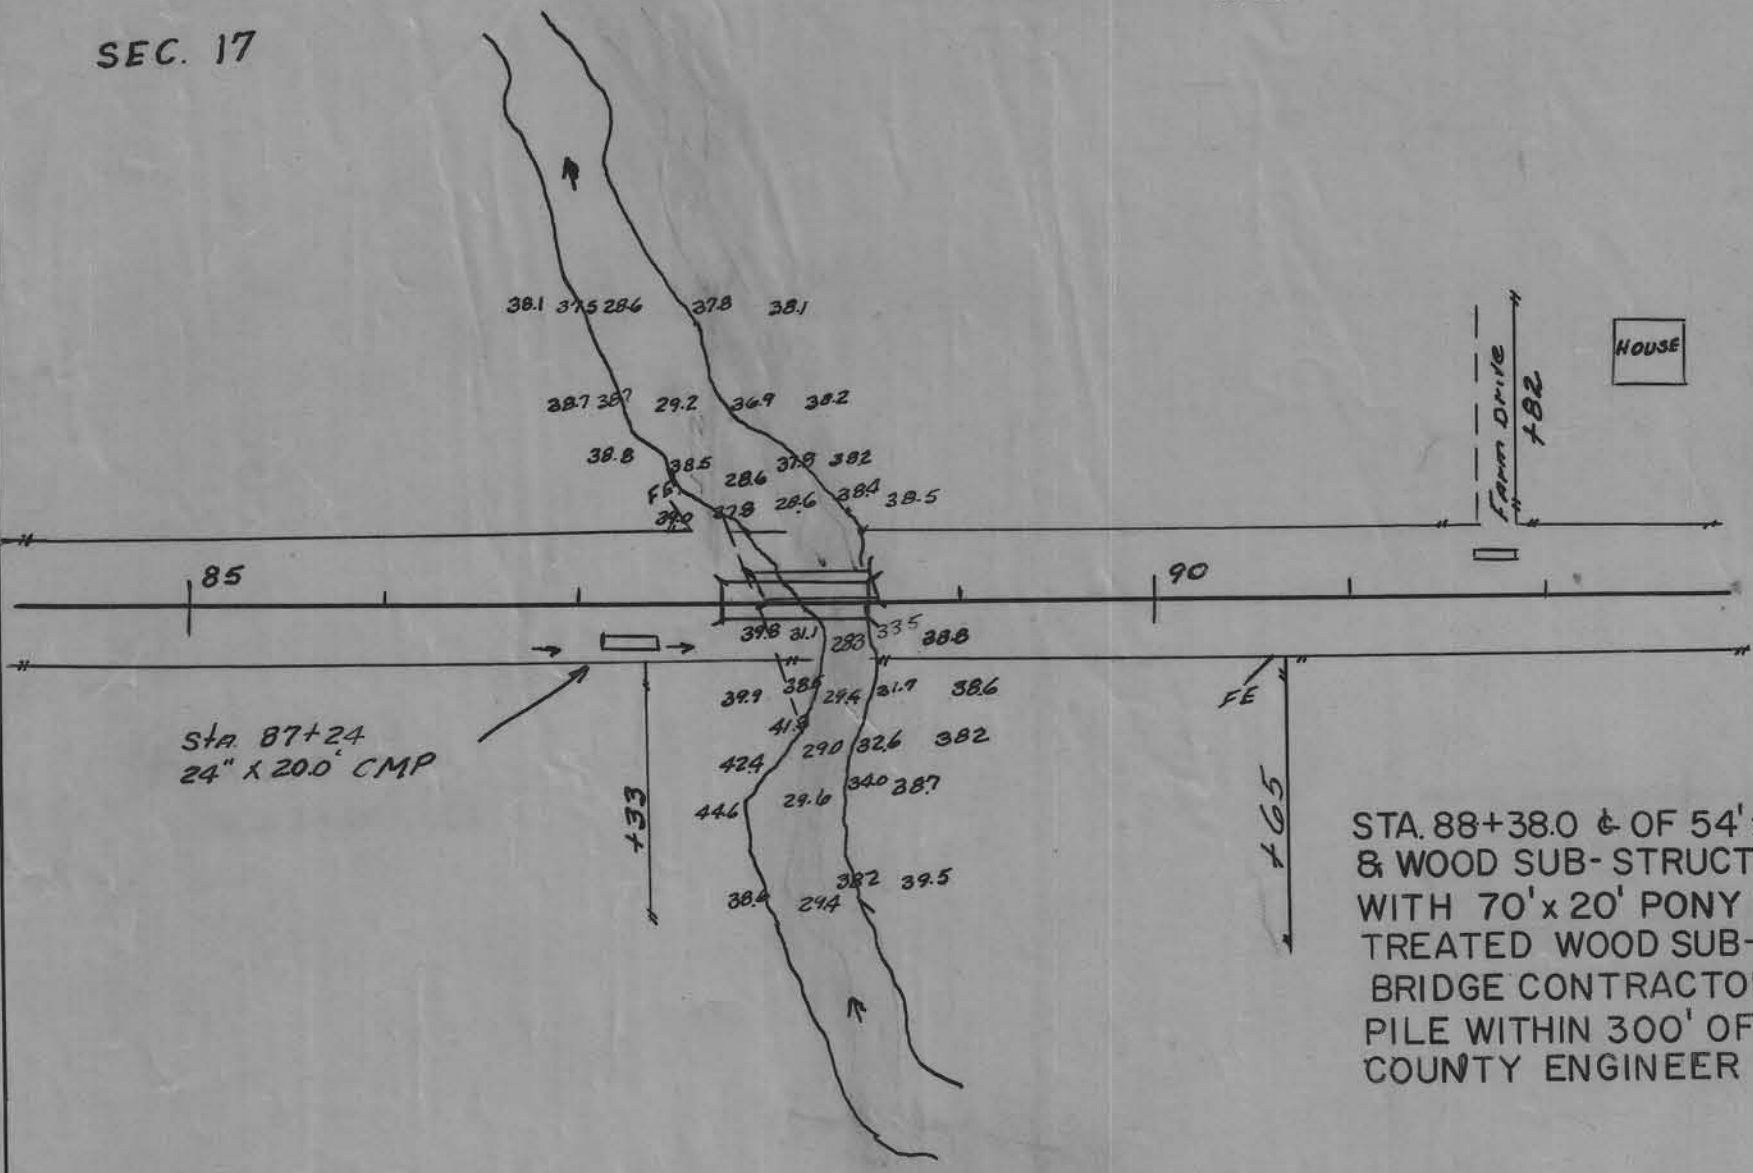 SEC. 17
38.1 37.5 28.6 37.8 38.1
38.7 38.7 29.2 36.9 38.2
38.8 38.5 28.6 37.8 38.2
FE
39.0 37.8 28.6 38.4 38.5
Farm Drive
+82
HOUSE
85
90
39.8 31.1 28.3 33.5 38.8
39.9 29.4 31.9 38.6
FE
Sta. 87+24
24" X 20.0' CMP
42.4 29.0 32.6 38.2
44.6 29.6 34.0 38.7
+33
+65
38.6 29.4 38.2 39.5
STA. 88+38.0 ℄ OF 54'
& WOOD SUB-STRUCT
WITH 70' x 20' PONY
TREATED WOOD SUB-
BRIDGE CONTRACTO
PILE WITHIN 300' OF
COUNTY ENGINEER